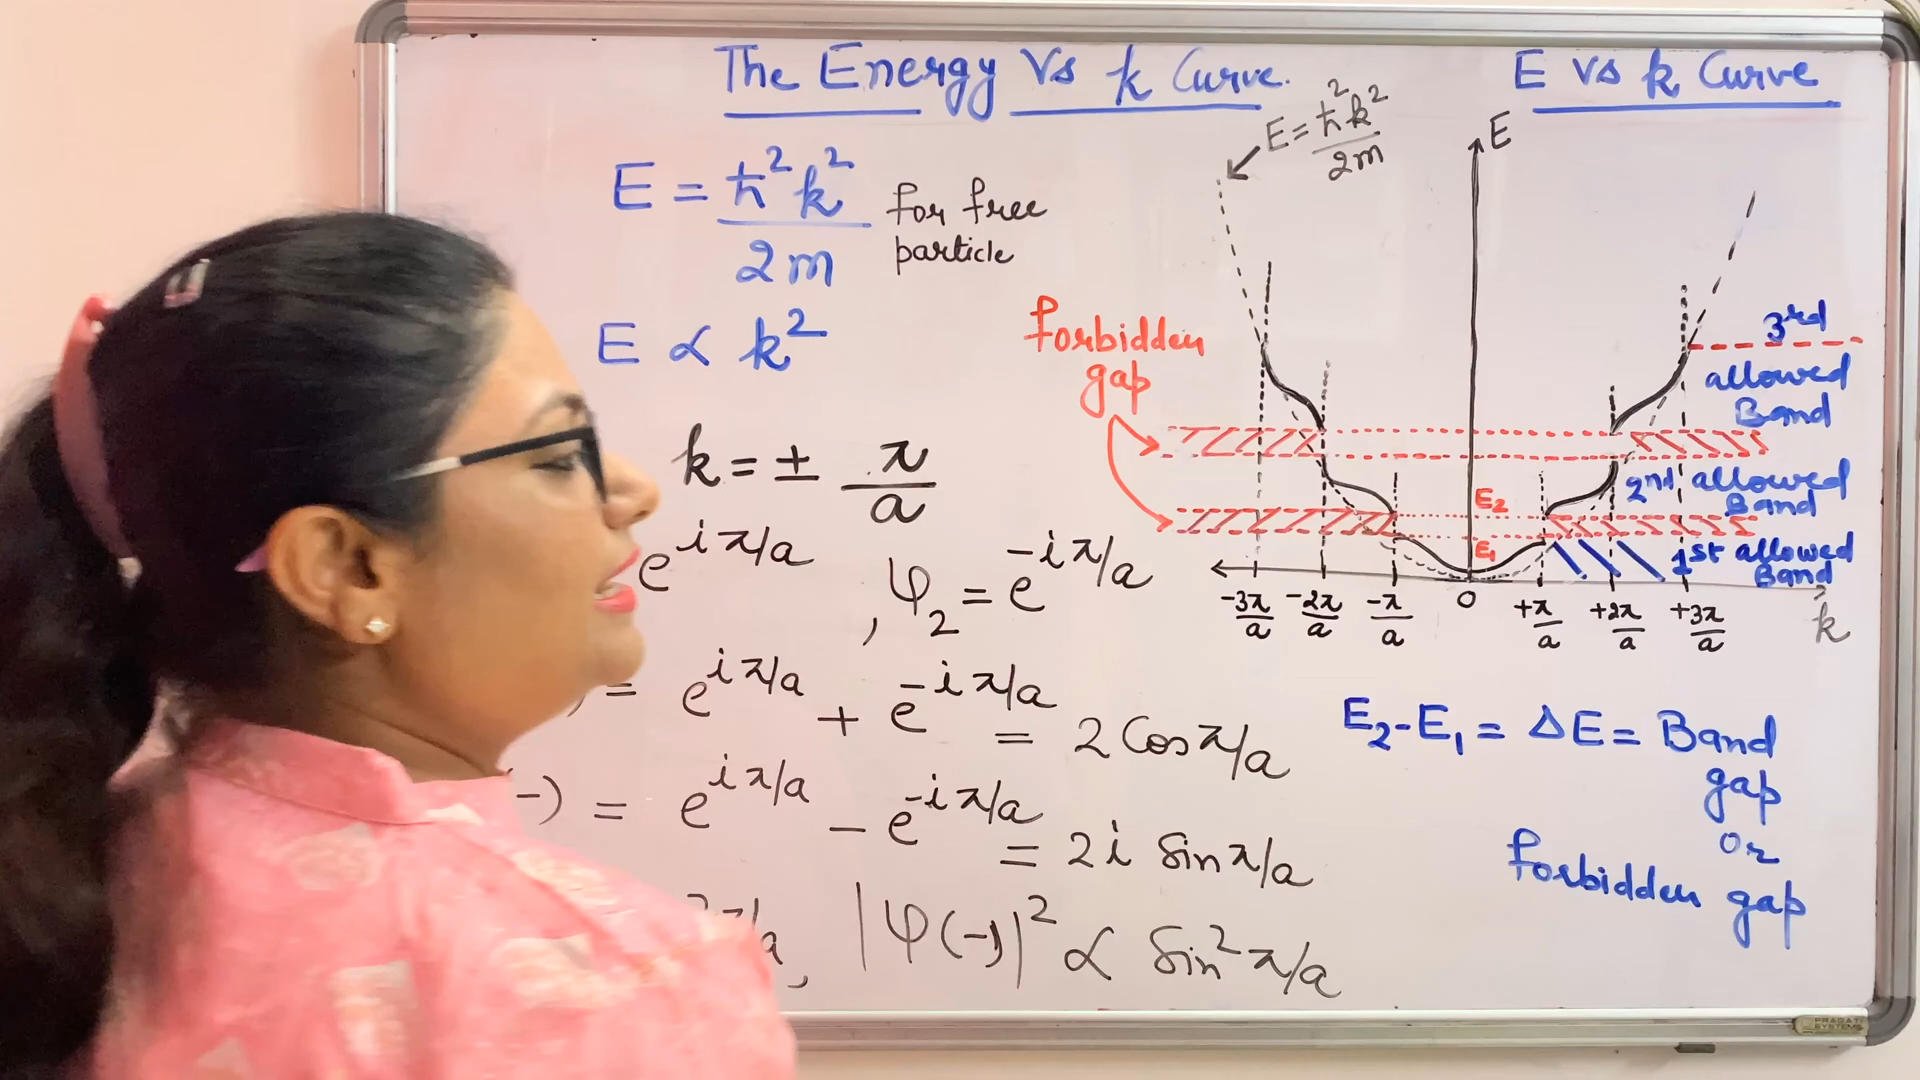 The Energy Vs k Curve.
E = ħ²k²/2m for free particle
E ∝ k²
k = ± π/a
e^{iπ/a}, ψ₂ = e^{-iπ/a}
) = e^{iπ/a} + e^{-iπ/a} = 2 Cos π/a
(-) = e^{iπ/a} - e^{-iπ/a} = 2i Sin π/a
π/a, |ψ(-)|² ∝ Sin² π/a
E vs k Curve
E = ħ²k²/2m
E
forbidden
gap
3rd
allowed
Band
2nd allowed
Band
1st allowed
Band
E₂
E₁
-3π/a -2π/a -π/a 0 +π/a +2π/a +3π/a
k
E₂-E₁ = ΔE = Band
gap
Or
forbidden gap
PRAGATI
SYSTEMS